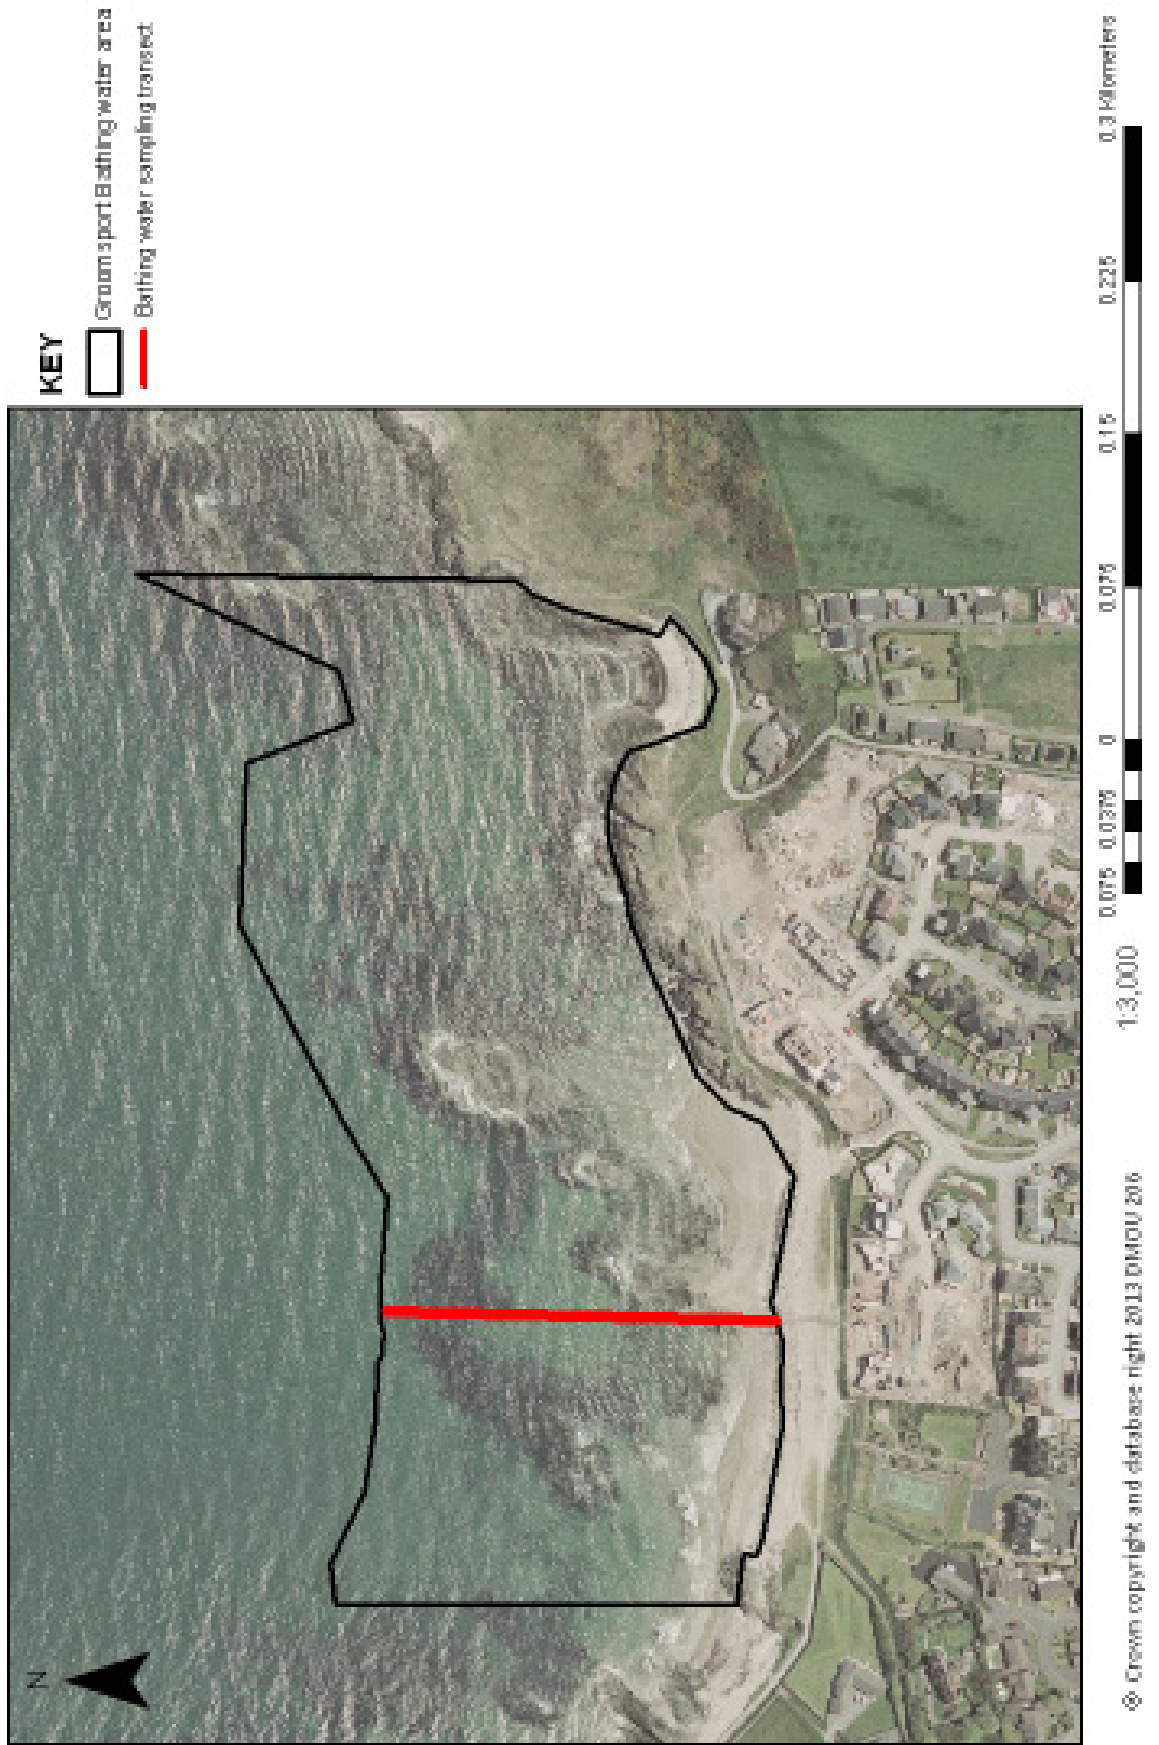 KEY
Groomsport Bathing water area
Bathing water sampling transect
N
1:3,000
0.075 0.0375 0 0.075 0.15 0.225 0.3 Kilometers
© Crown copyright and database right 2013 DMOU 206